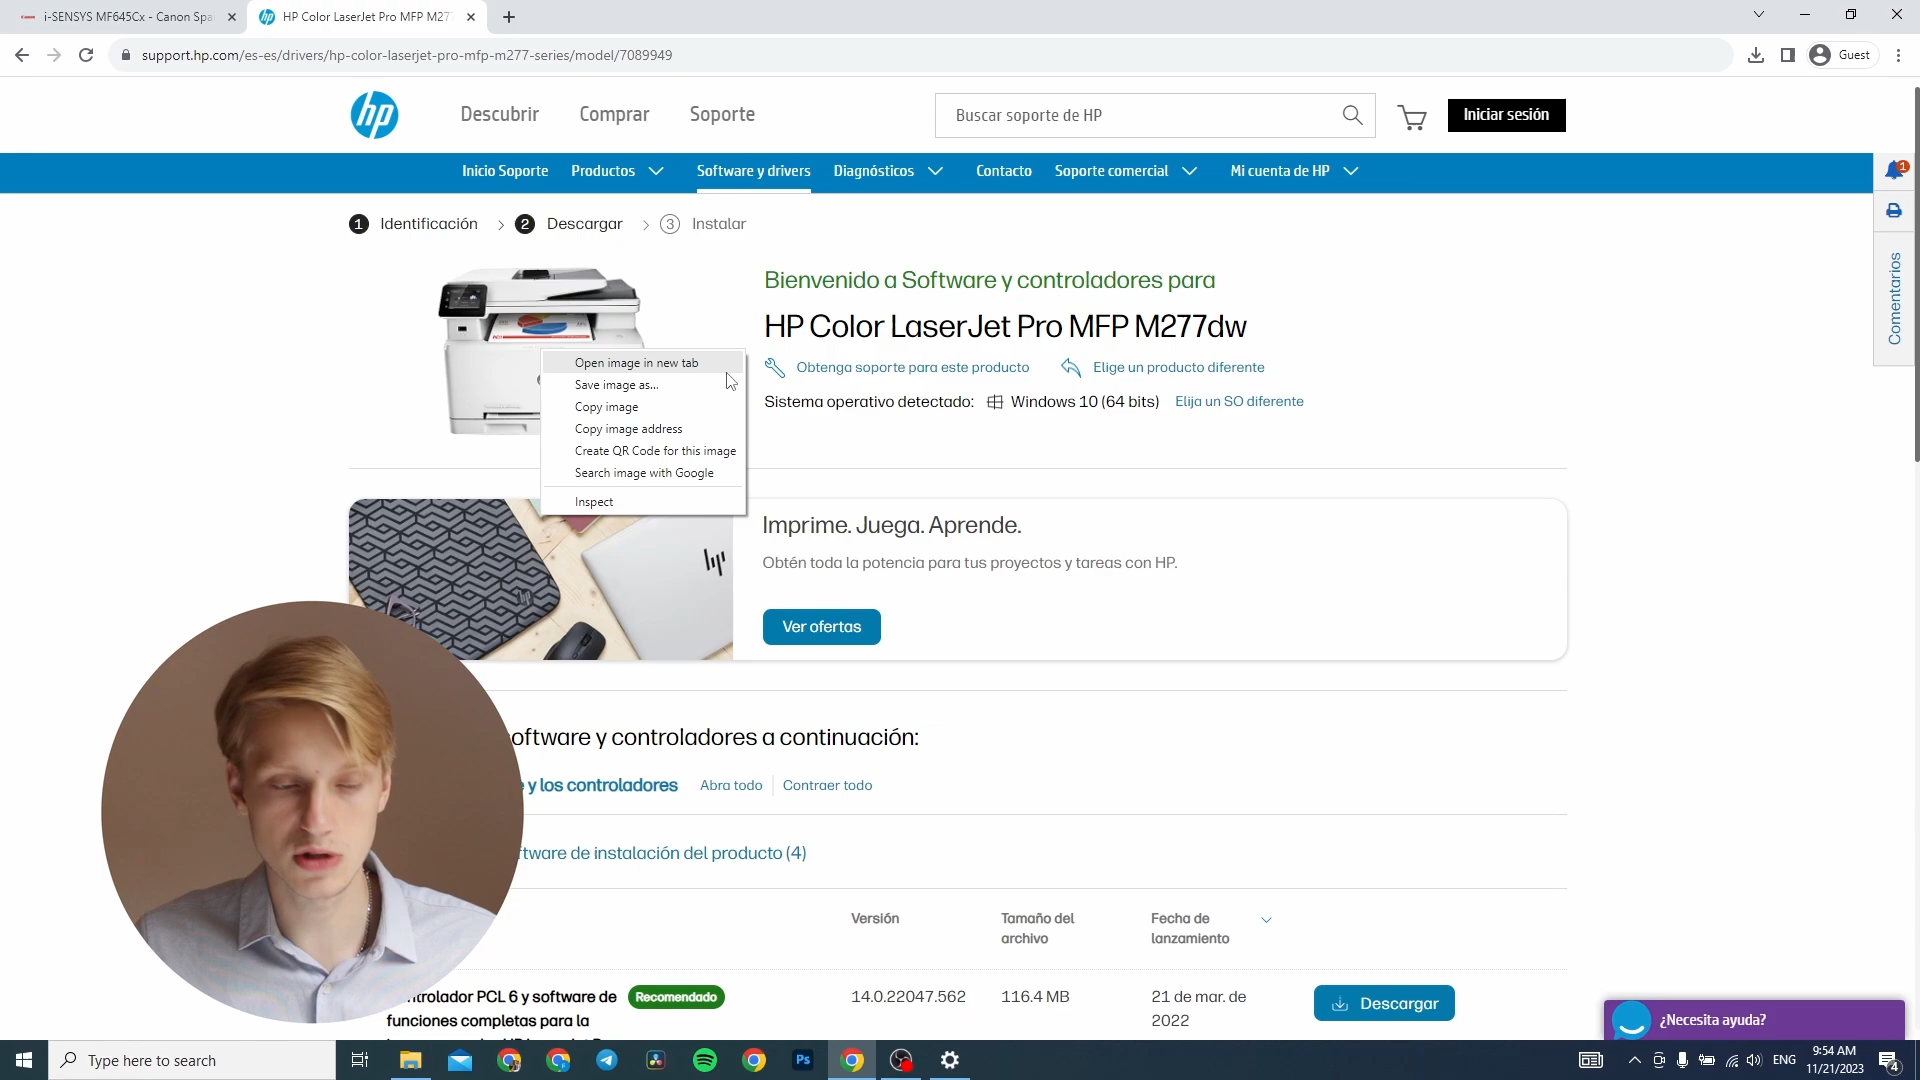 i-SENSYS MF645Cx - Canon Spa
HP Color LaserJet Pro MFP M277
support.hp.com/es-es/drivers/hp-color-laserjet-pro-mfp-m277-series/model/7089949
Guest
hp
Descubrir
Comprar
Soporte
Buscar soporte de HP
Iniciar sesión
Inicio Soporte
Productos
Software y drivers
Diagnósticos
Contacto
Soporte comercial
Mi cuenta de HP
1
1 Identificación
2 Descargar
3 Instalar
Comentarios
Bienvenido a Software y controladores para
HP Color LaserJet Pro MFP M277dw
Obtenga soporte para este producto
Elige un producto diferente
Sistema operativo detectado:
Windows 10 (64 bits)
Elija un SO diferente
Open image in new tab
Save image as...
Copy image
Copy image address
Create QR Code for this image
Search image with Google
Inspect
hp
Imprime. Juega. Aprende.
Obtén toda la potencia para tus proyectos y tareas con HP.
Ver ofertas
oftware y controladores a continuación:
y los controladores
Abra todo
Contraer todo
ftware de instalación del producto (4)
Versión
Tamaño del
archivo
Fecha de
lanzamiento
ntrolador PCL 6 y software de
funciones completas para la
Recomendado
14.0.22047.562
116.4 MB
21 de mar. de
2022
Descargar
¿Necesita ayuda?
Type here to search
Ps
ENG
9:54 AM
11/21/2023
4